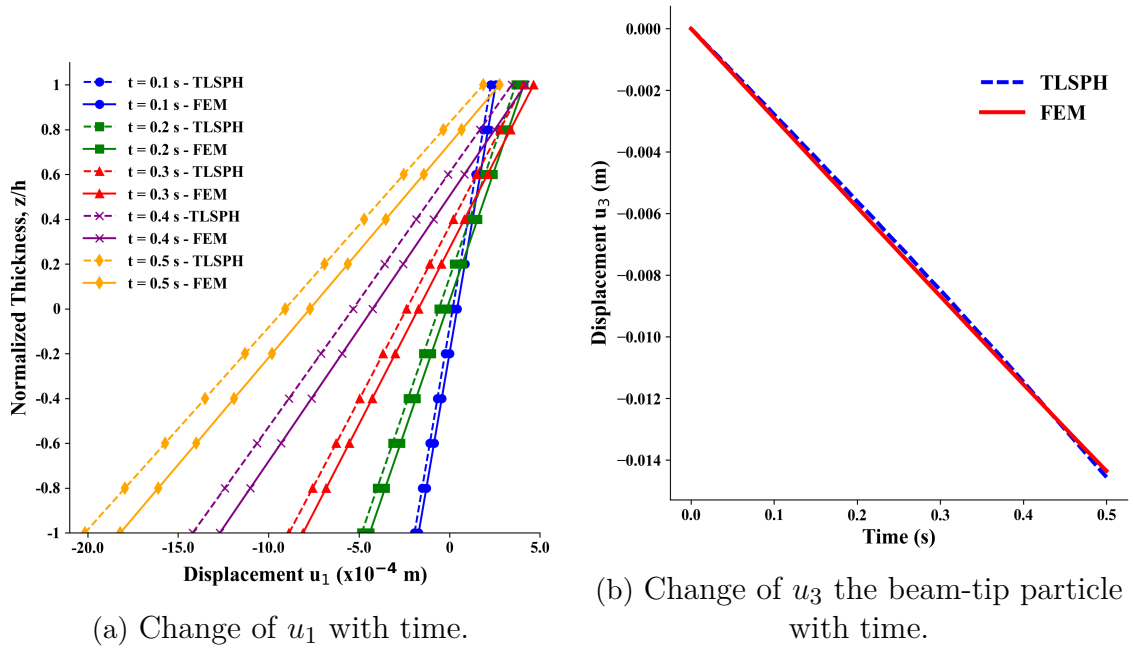 t = 0.1 s - TLSPH
t = 0.1 s - FEM
t = 0.2 s - TLSPH
t = 0.2 s - FEM
t = 0.3 s - TLSPH
t = 0.3 s - FEM
t = 0.4 s -TLSPH
t = 0.4 s - FEM
t = 0.5 s - TLSPH
t = 0.5 s - FEM
Normalized Thickness, z/h
1
0.8
0.6
0.4
0.2
0
-0.2
-0.4
-0.6
-0.8
-1
-20.0 -15.0 -10.0 -5.0 0 5.0
Displacement u₁ (x10⁻⁴ m)
(a) Change of u₁ with time.
TLSPH
FEM
Displacement u₃ (m)
0.000
−0.002
−0.004
−0.006
−0.008
−0.010
−0.012
−0.014
0.0 0.1 0.2 0.3 0.4 0.5
Time (s)
(b) Change of u₃ the beam-tip particle
with time.